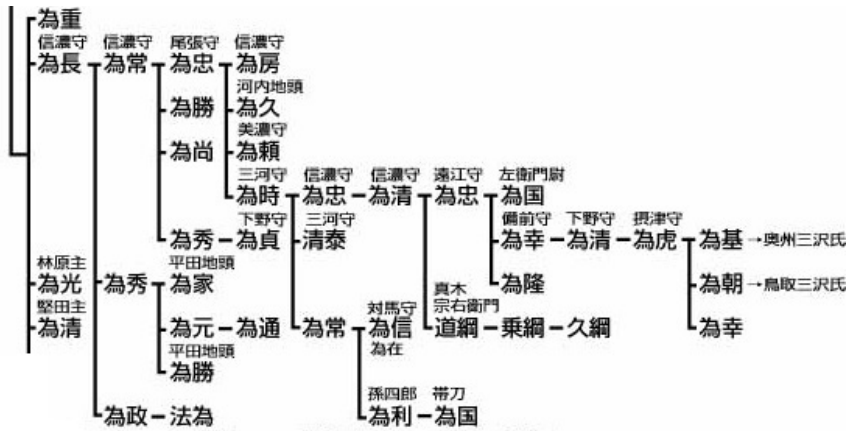 為重
信濃守 信濃守 尾張守 信濃守
為長 為常 為忠 為房
河内地頭
為勝 為久
美濃守
為尚 為頼
三河守 信濃守 信濃守 遠江守 左衛門尉
為時 為忠 為清 為忠 為国
下野守 三河守 備前守 下野守 摂津守
為秀 為貞 清泰 為幸 為清 為虎 為基→奥州三沢氏
林原主 平田地頭
為光 為秀 為家 為隆 為朝→鳥取三沢氏
堅田主 対馬守 真木
宗右衛門
為清 為元 為通 為常 為信 道綱 乗綱 久綱 為幸
平田地頭 為在
為勝
孫四郎 帯刀
為政 法為 為利 為国